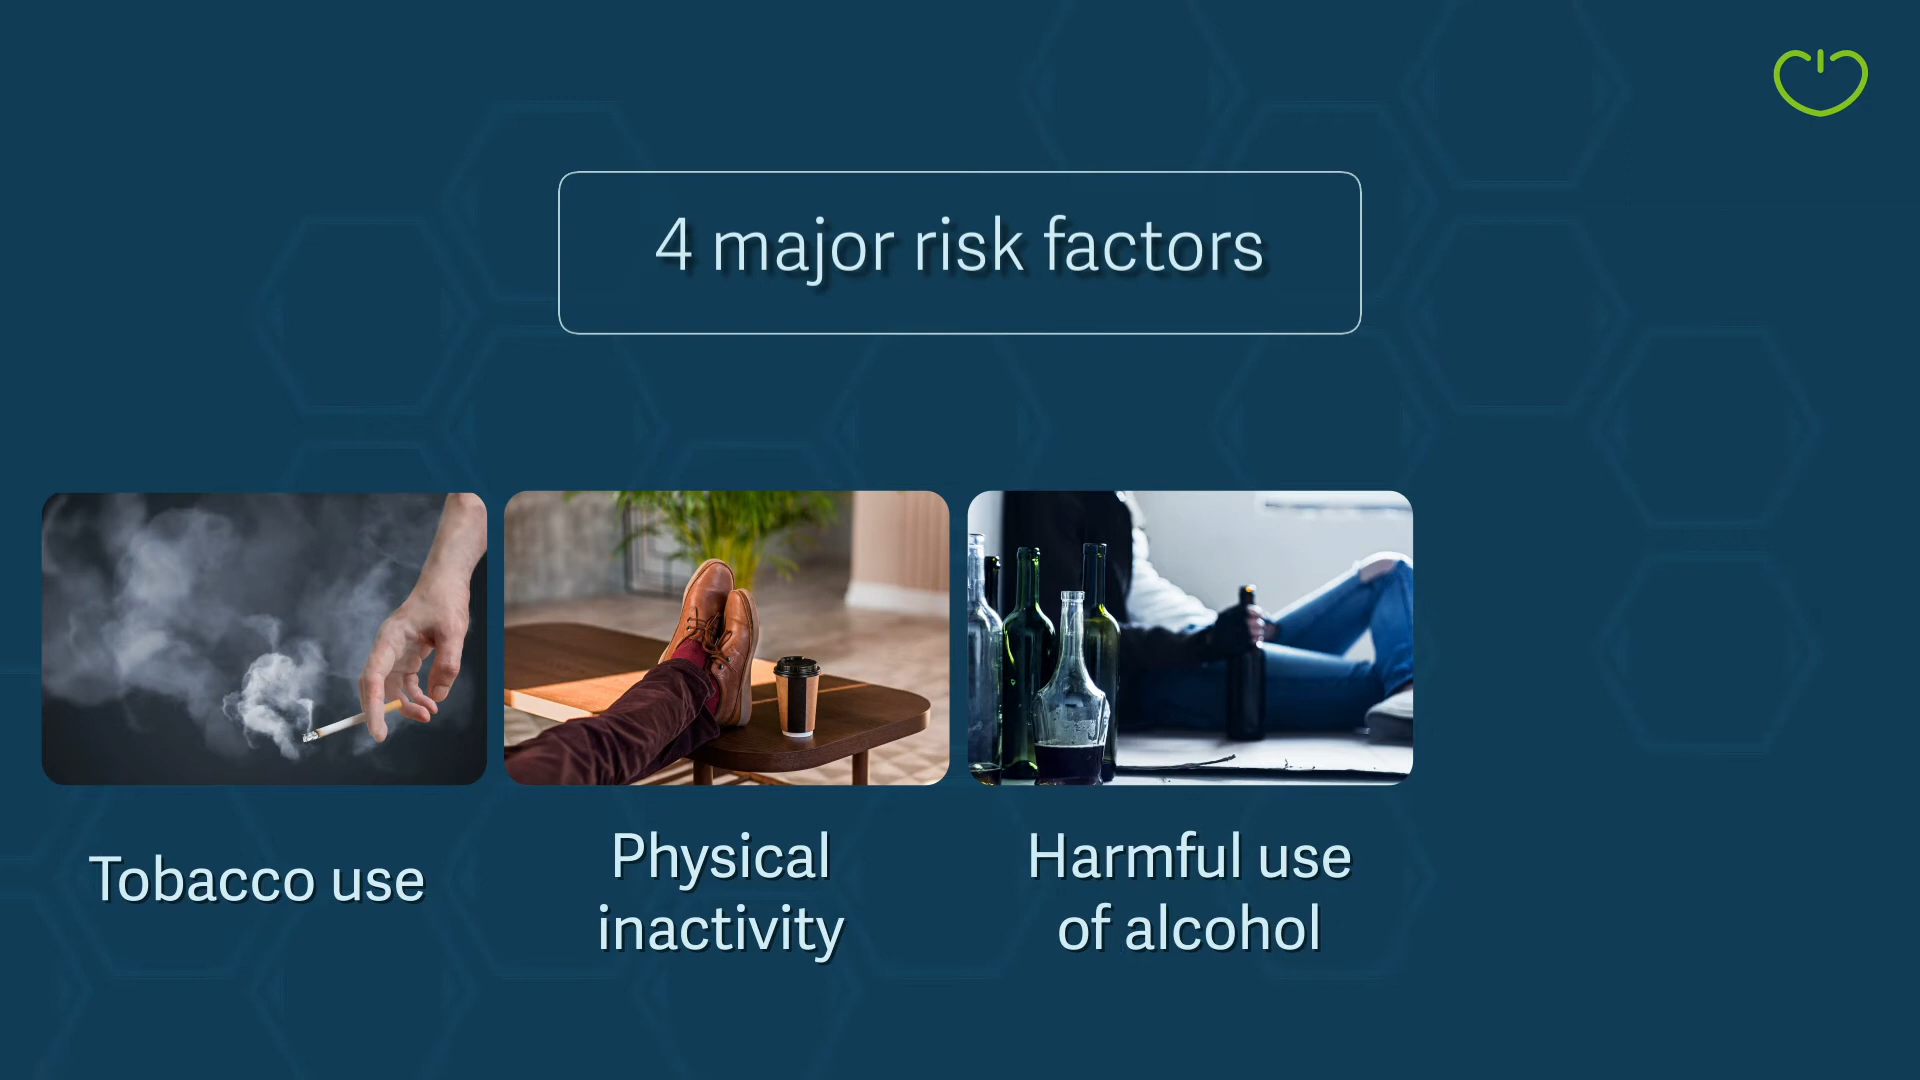 4 major risk factors
Tobacco use
Physical
inactivity
Harmful use
of alcohol